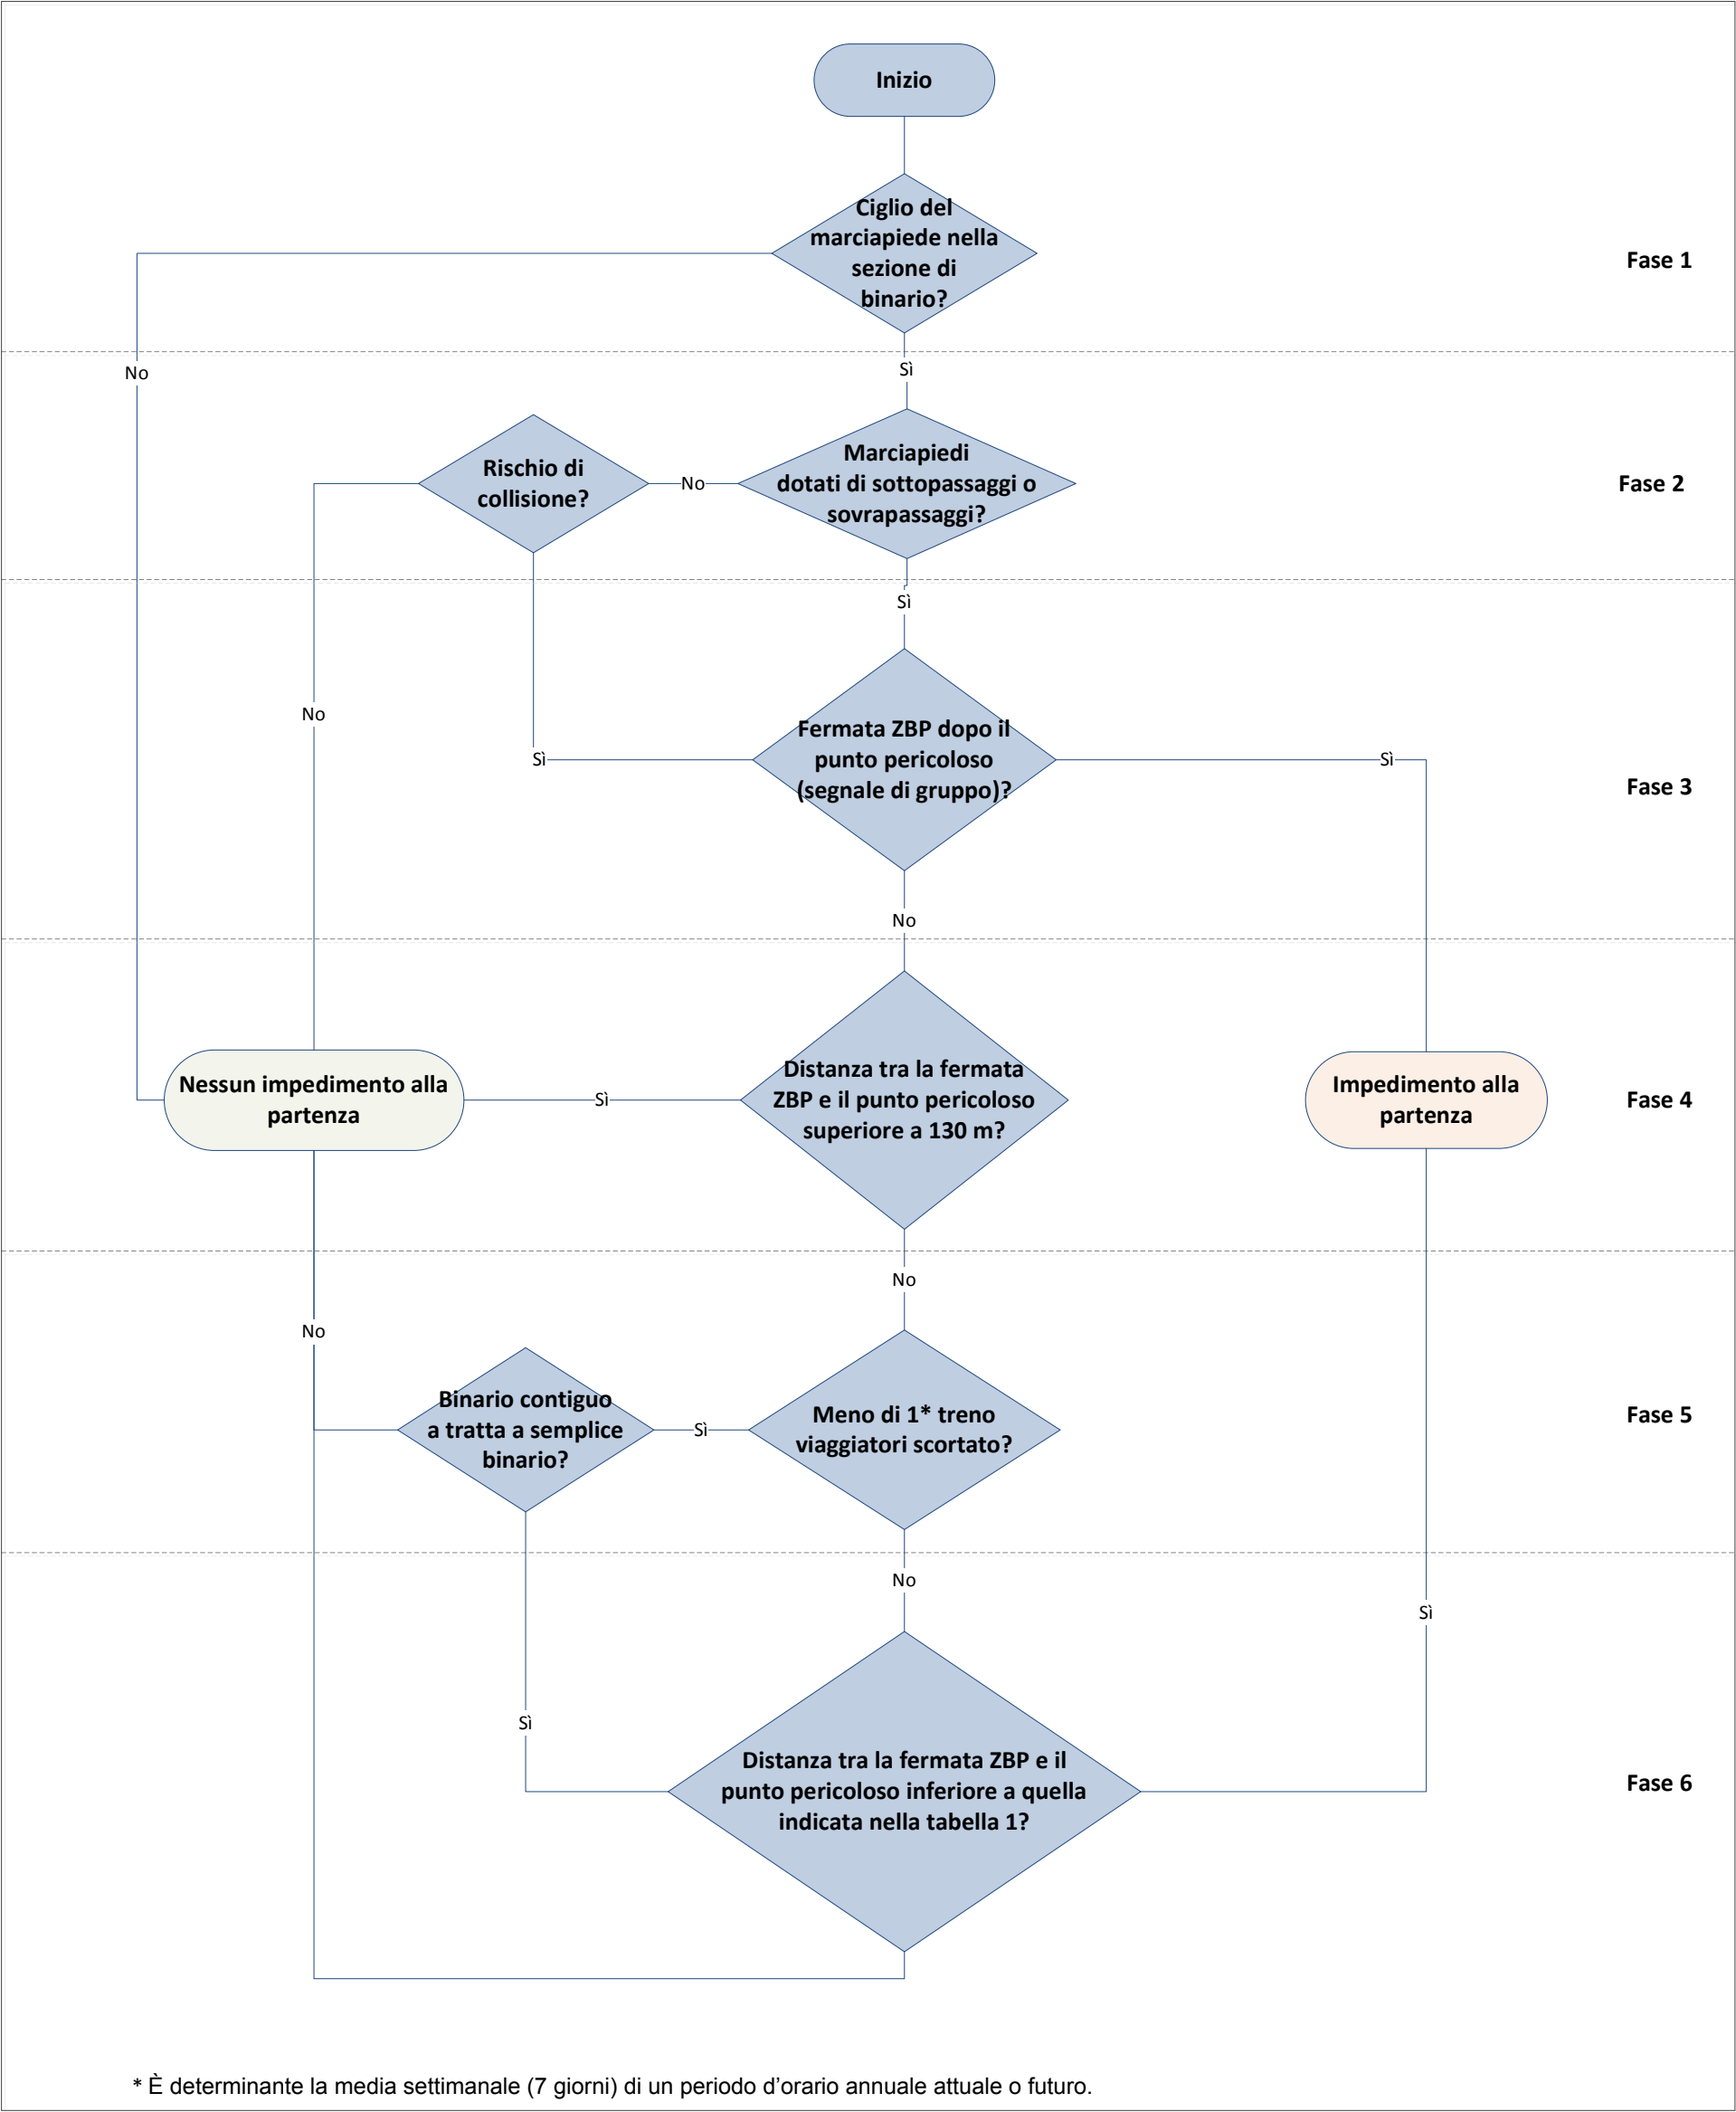 Inizio
Ciglio del
marciapiede nella
sezione di
binario?
Fase 1
No
Sì
Rischio di
collisione?
No
Marciapiedi
dotati di sottopassaggi o
sovrapassaggi?
Fase 2
Sì
No
Sì
Fermata ZBP dopo il
punto pericoloso
(segnale di gruppo)?
Sì
Fase 3
No
Nessun impedimento alla
partenza
Sì
Distanza tra la fermata
ZBP e il punto pericoloso
superiore a 130 m?
Impedimento alla
partenza
Fase 4
No
No
Binario contiguo
a tratta a semplice
binario?
Sì
Meno di 1* treno
viaggiatori scortato?
Fase 5
No
Sì
Sì
Distanza tra la fermata ZBP e il
punto pericoloso inferiore a quella
indicata nella tabella 1?
Fase 6
* È determinante la media settimanale (7 giorni) di un periodo d’orario annuale attuale o futuro.